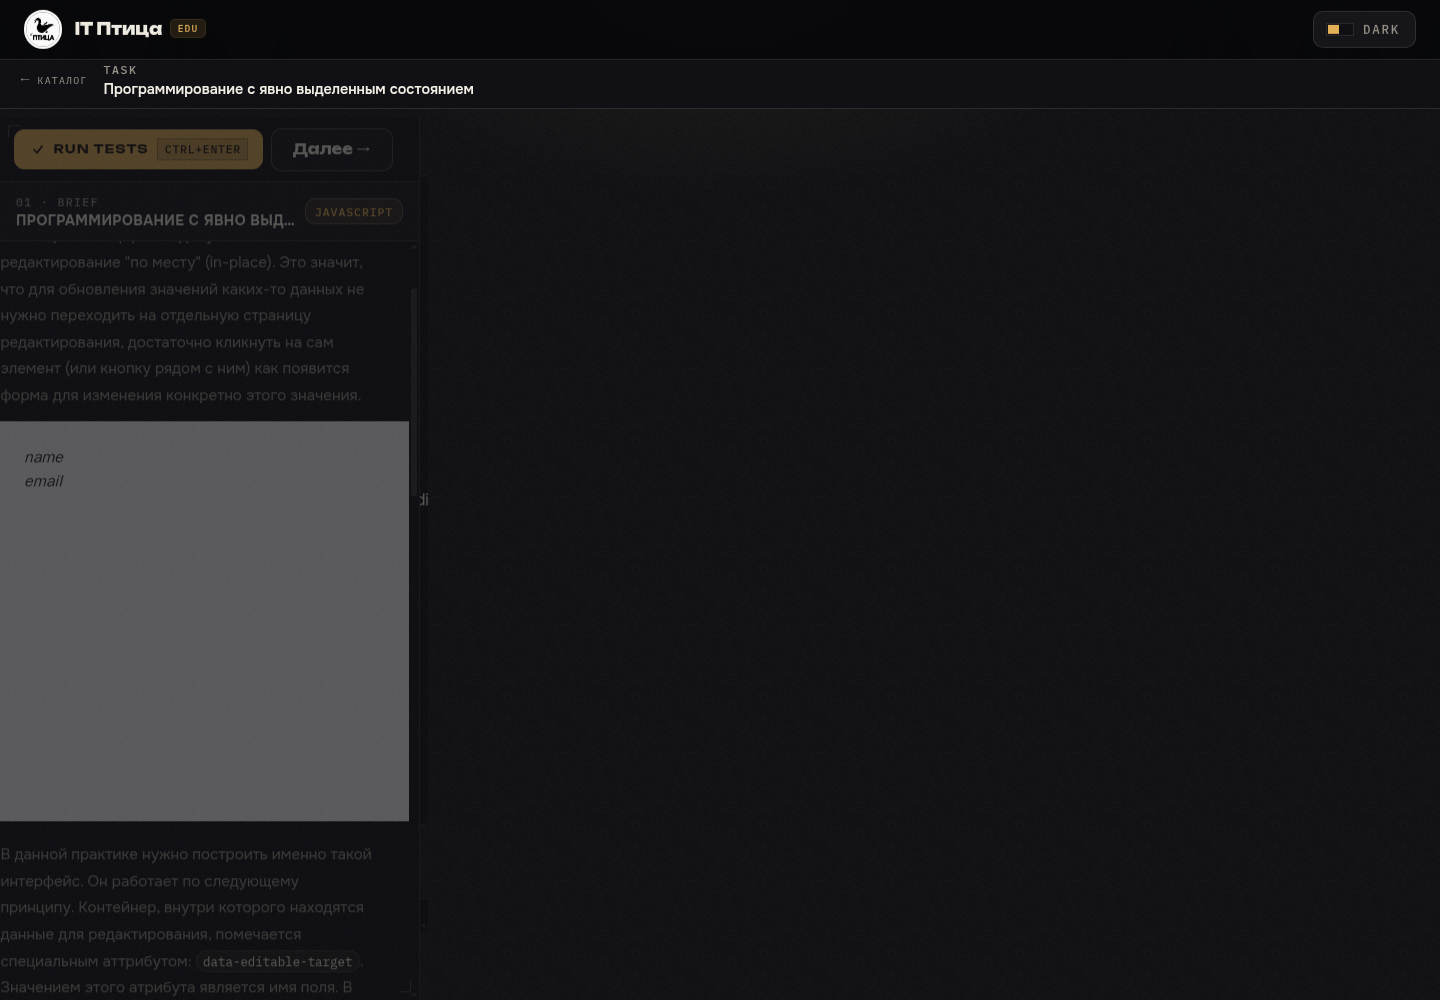 ПТИЦА
IT Птица
EDU
DARK
← КАТАЛОГ
TASK
Программирование с явно выделенным состоянием
✓ RUN TESTS CTRL+ENTER
Далее →
01 · BRIEF
ПРОГРАММИРОВАНИЕ С ЯВНО ВЫД...
JAVASCRIPT
редактирование "по месту" (in-place). Это значит,
что для обновления значений каких-то данных не
нужно переходить на отдельную страницу
редактирования, достаточно кликнуть на сам
элемент (или кнопку рядом с ним) как появится
форма для изменения конкретно этого значения.
name
email
di
В данной практике нужно построить именно такой
интерфейс. Он работает по следующему
принципу. Контейнер, внутри которого находятся
данные для редактирования, помечается
специальным аттрибутом: data-editable-target.
Значением этого атрибута является имя поля. В